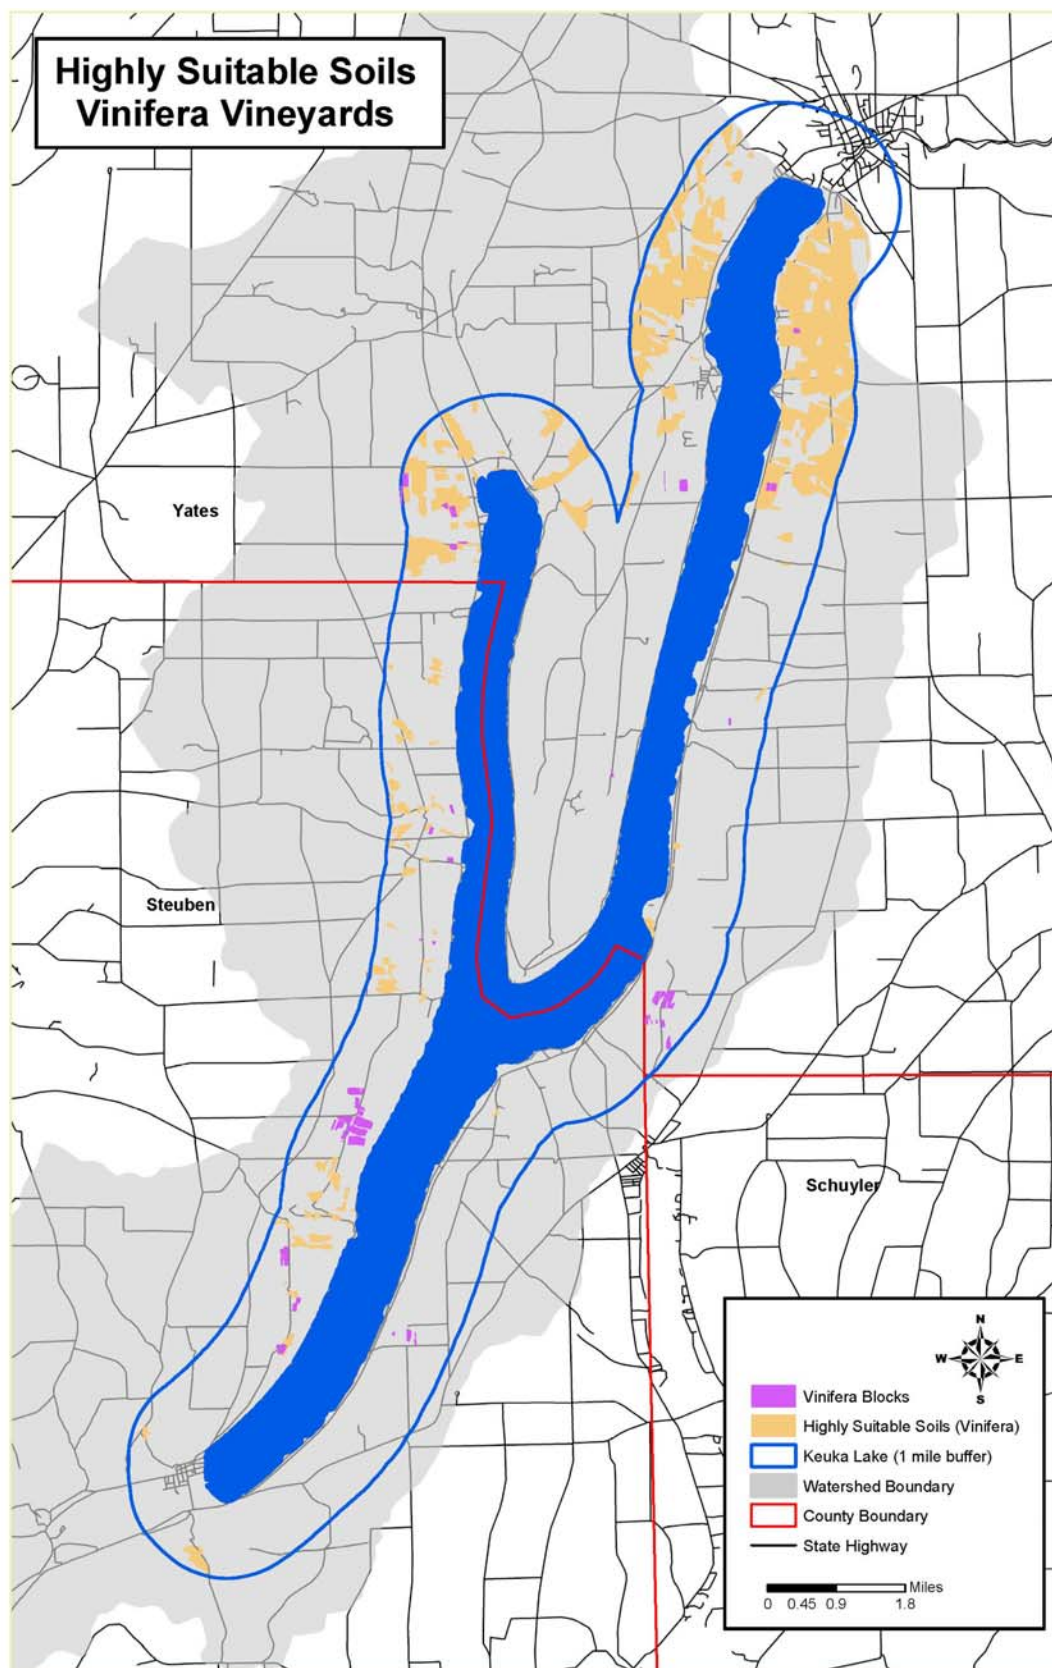 Highly Suitable Soils
Vinifera Vineyards
Yates
Steuben
Schuyler
N
W
E
S
Vinifera Blocks
Highly Suitable Soils (Vinifera)
Keuka Lake (1 mile buffer)
Watershed Boundary
County Boundary
State Highway
Miles
0 0.45 0.9 1.8